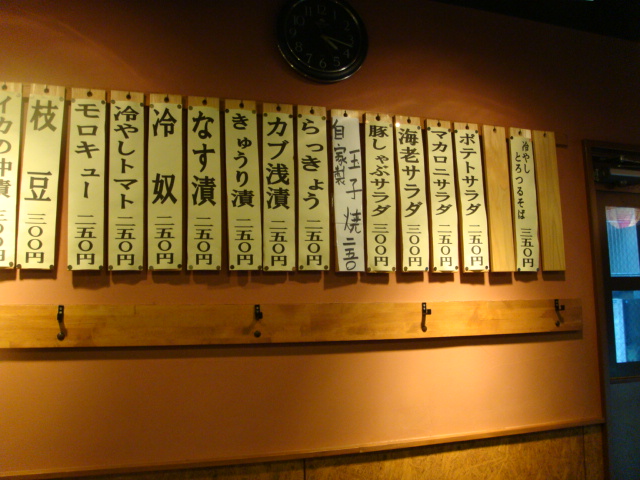 冷やしとろつるそば 三五〇円
ポテトサラダ 二五〇円
マカロニサラダ 二五〇円
海老サラダ 三〇〇円
豚しゃぶサラダ 三〇〇円
自家製 玉子焼 二五〇
らっきょう 二五〇円
カブ浅漬 二五〇円
きゅうり漬 二五〇円
なす漬 二五〇円
冷奴 二五〇円
冷やしトマト 二五〇円
モロキュー 二五〇円
枝豆 三〇〇円
イカの沖漬 三〇〇円